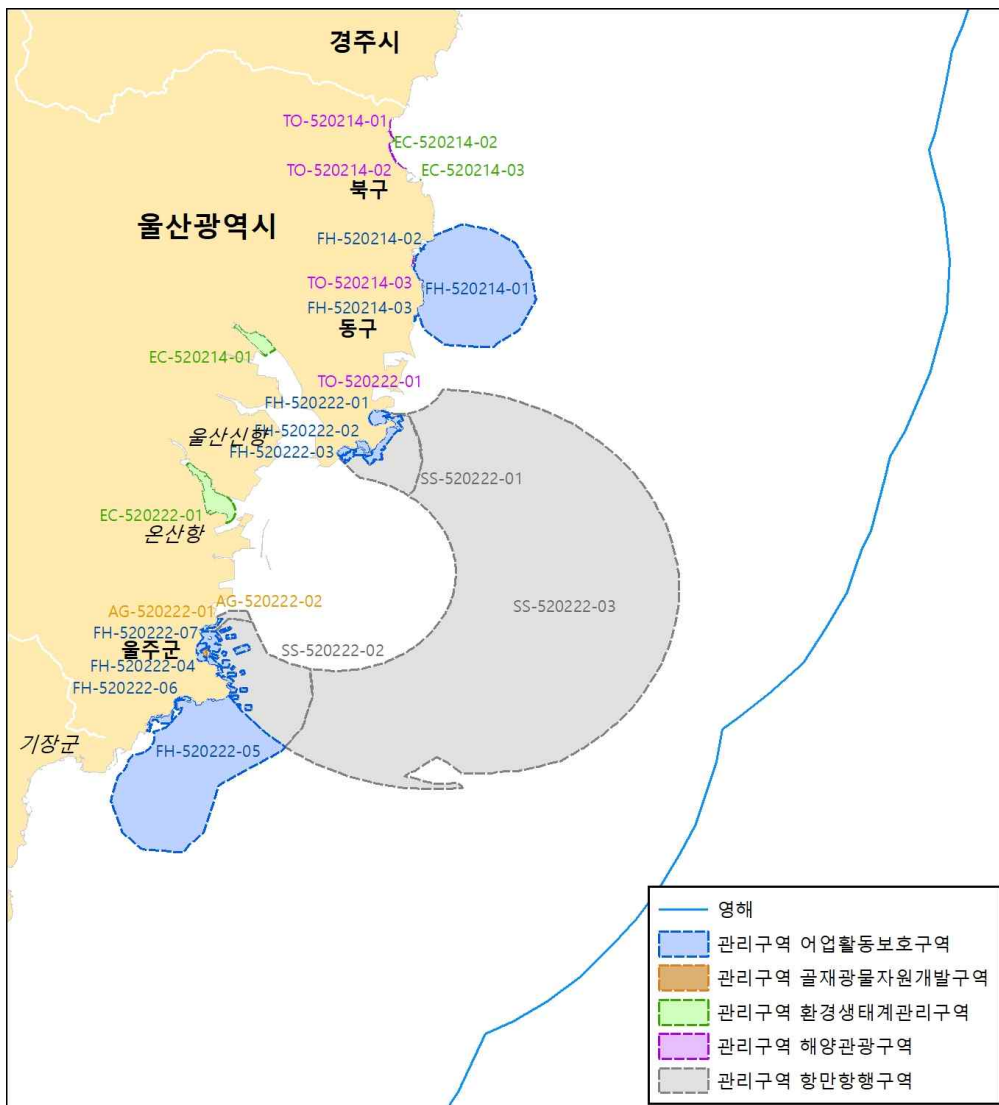 경주시
TO-520214-01
EC-520214-02
TO-520214-02
EC-520214-03
북구
울산광역시
FH-520214-02
TO-520214-03
FH-520214-01
FH-520214-03
동구
EC-520214-01
TO-520222-01
FH-520222-01
울산신항
FH-520222-02
FH-520222-03
SS-520222-01
EC-520222-01
온산항
AG-520222-02
AG-520222-01
SS-520222-03
FH-520222-07
울주군
SS-520222-02
FH-520222-04
FH-520222-06
기장군
FH-520222-05
영해
관리구역 어업활동보호구역
관리구역 골재광물자원개발구역
관리구역 환경생태계관리구역
관리구역 해양관광구역
관리구역 항만항행구역